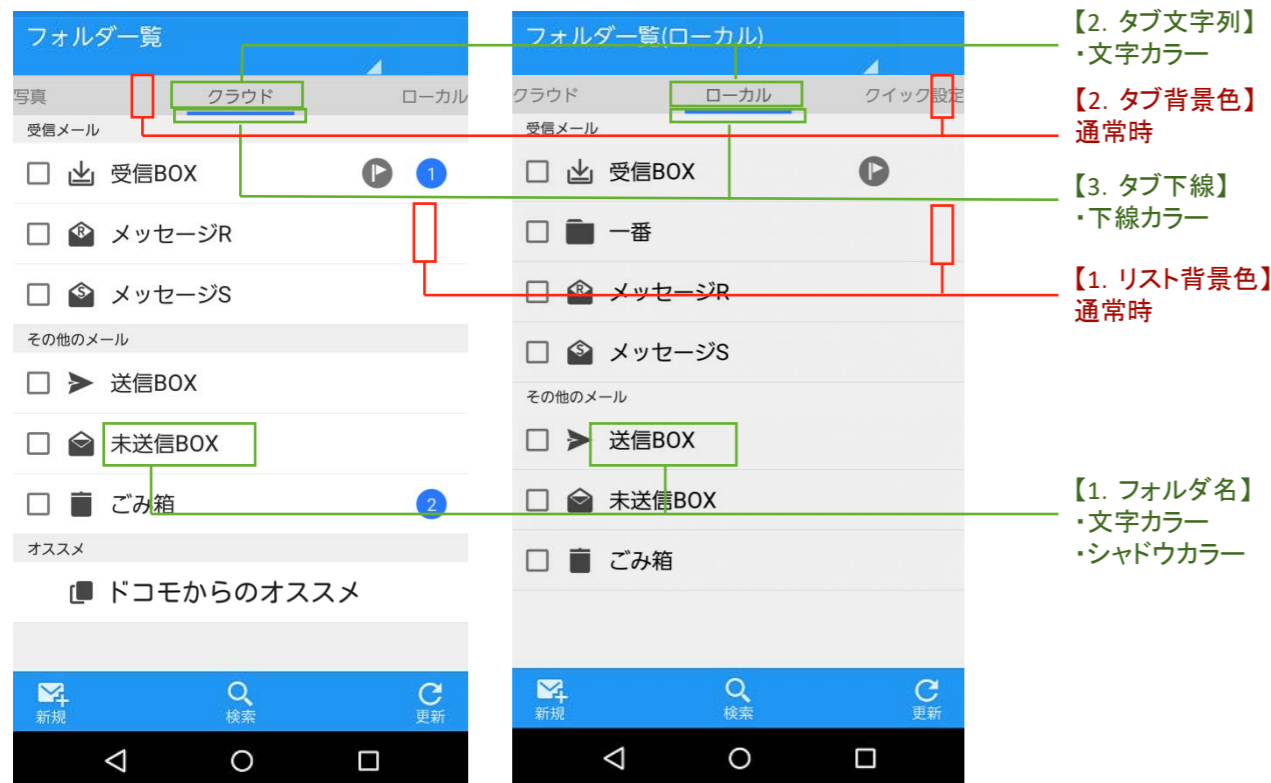 フォルダ一覧
写真
クラウド
ローカル
受信メール
受信BOX
1
メッセージR
メッセージS
その他のメール
送信BOX
未送信BOX
ごみ箱
2
オススメ
ドコモからのオススメ
新規
検索
更新
フォルダ一覧(ローカル)
クラウド
ローカル
クイック設定
受信メール
受信BOX
一番
メッセージR
メッセージS
その他のメール
送信BOX
未送信BOX
ごみ箱
新規
検索
更新
【2. タブ文字列】
・文字カラー
【2. タブ背景色】
通常時
【3. タブ下線】
・下線カラー
【1. リスト背景色】
通常時
【1. フォルダ名】
・文字カラー
・シャドウカラー